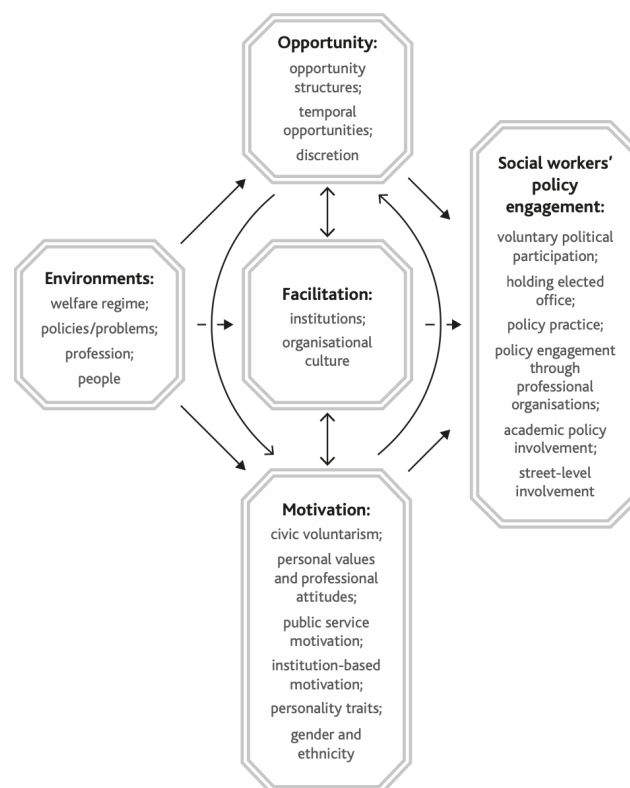 Opportunity:
opportunity
structures;
temporal
opportunities;
discretion
Environments:
welfare regime;
policies/problems;
profession;
people
Facilitation:
institutions;
organisational
culture
Motivation:
civic voluntarism;
personal values
and professional
attitudes;
public service
motivation;
institution-based
motivation;
personality traits;
gender and
ethnicity
Social workers’
policy
engagement:
voluntary political
participation;
holding elected
office;
policy practice;
policy engagement
through
professional
organisations;
academic policy
involvement;
street-level
involvement